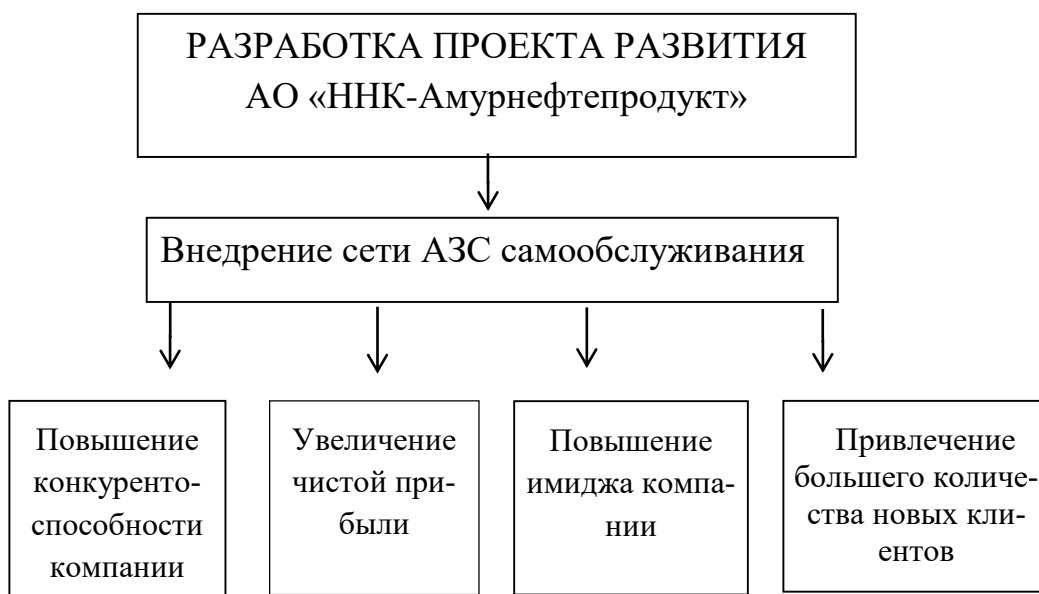 РАЗРАБОТКА ПРОЕКТА РАЗВИТИЯ
АО «ННК-Амурнефтепродукт»
Внедрение сети АЗС самообслуживания
Повышение
конкуренто-
способности
компании
Увеличение
чистой при-
были
Повышение
имиджа компа-
нии
Привлечение
большего количе-
ства новых кли-
ентов